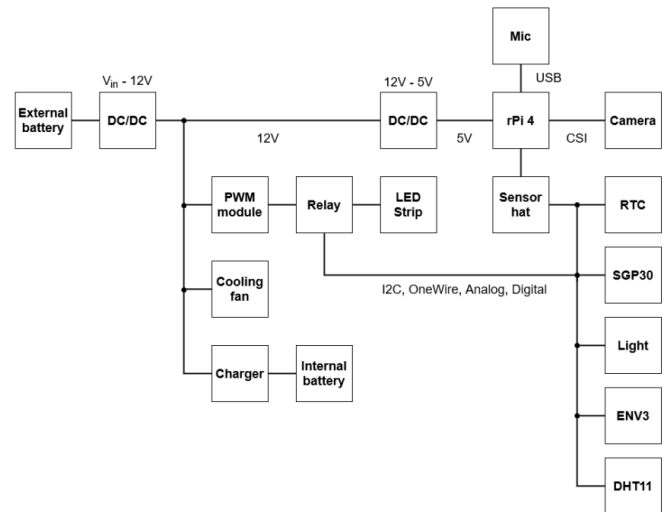 Mic
USB
V_in - 12V
12V - 5V
External
battery
DC/DC
12V
DC/DC
5V
rPi 4
CSI
Camera
PWM
module
Relay
LED
Strip
Sensor
hat
RTC
Cooling
fan
I2C, OneWire, Analog, Digital
SGP30
Charger
Internal
battery
Light
ENV3
DHT11